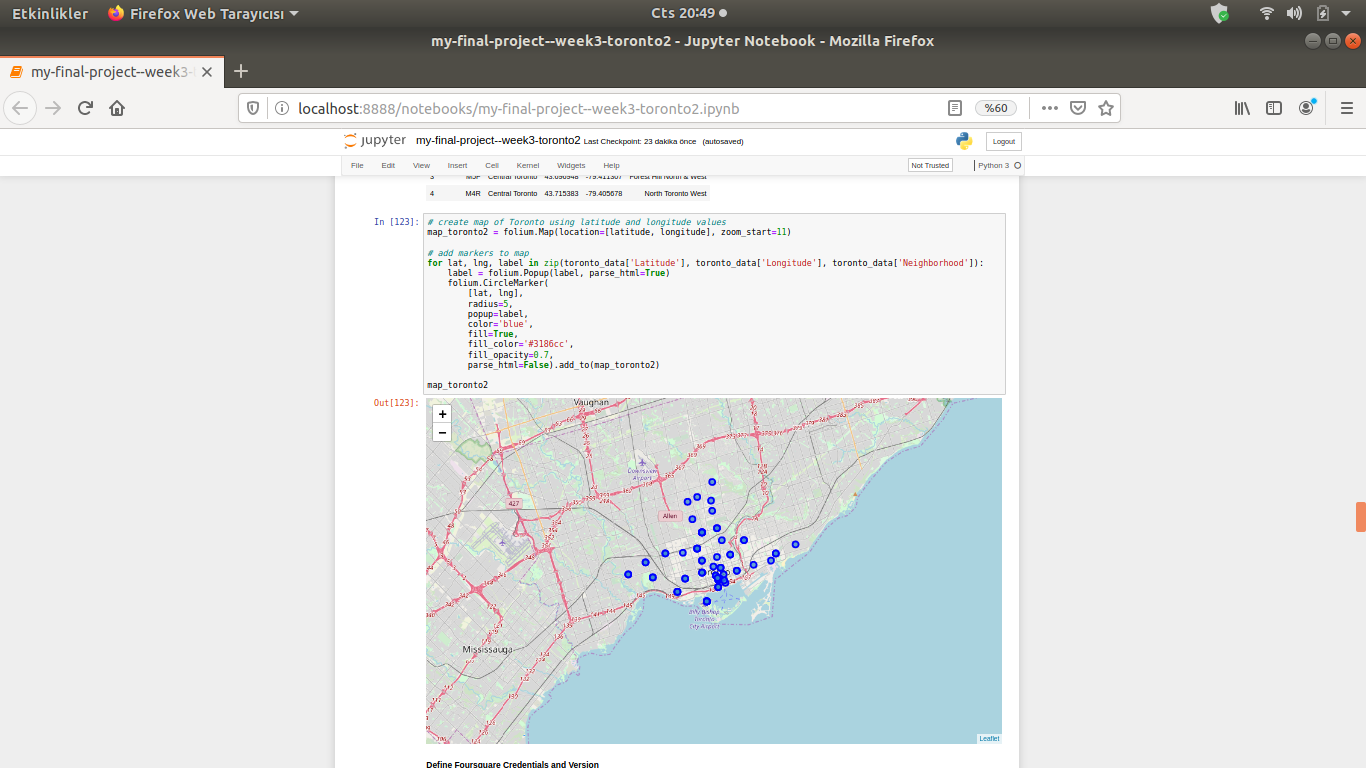 Etkinlikler
Firefox Web Tarayıcısı
Cts 20:49
my-final-project--week3-toronto2 - Jupyter Notebook - Mozilla Firefox
my-final-project--week3-
localhost:8888/notebooks/my-final-project--week3-toronto2.ipynb
%60
jupyter my-final-project--week3-toronto2 Last Checkpoint: 23 dakika önce (autosaved)
Logout
File Edit View Insert Cell Kernel Widgets Help
Not Trusted
Python 3
3 M5P Central Toronto 43.696948 -79.411307 Forest Hill North & West
4 M4R Central Toronto 43.715383 -79.405678 North Toronto West
In [123]:
# create map of Toronto using latitude and longitude values
map_toronto2 = folium.Map(location=[latitude, longitude], zoom_start=11)
# add markers to map
for lat, lng, label in zip(toronto_data['Latitude'], toronto_data['Longitude'], toronto_data['Neighborhood']):
label = folium.Popup(label, parse_html=True)
folium.CircleMarker(
[lat, lng],
radius=5,
popup=label,
color='blue',
fill=True,
fill_color='#3186cc',
fill_opacity=0.7,
parse_html=False).add_to(map_toronto2)
map_toronto2
Out[123]:
+
−
Vaughan
Downsview
Airport
427
Allen
Billy Bishop
Toronto
City Airport
Mississauga
Leaflet
Define Foursquare Credentials and Version